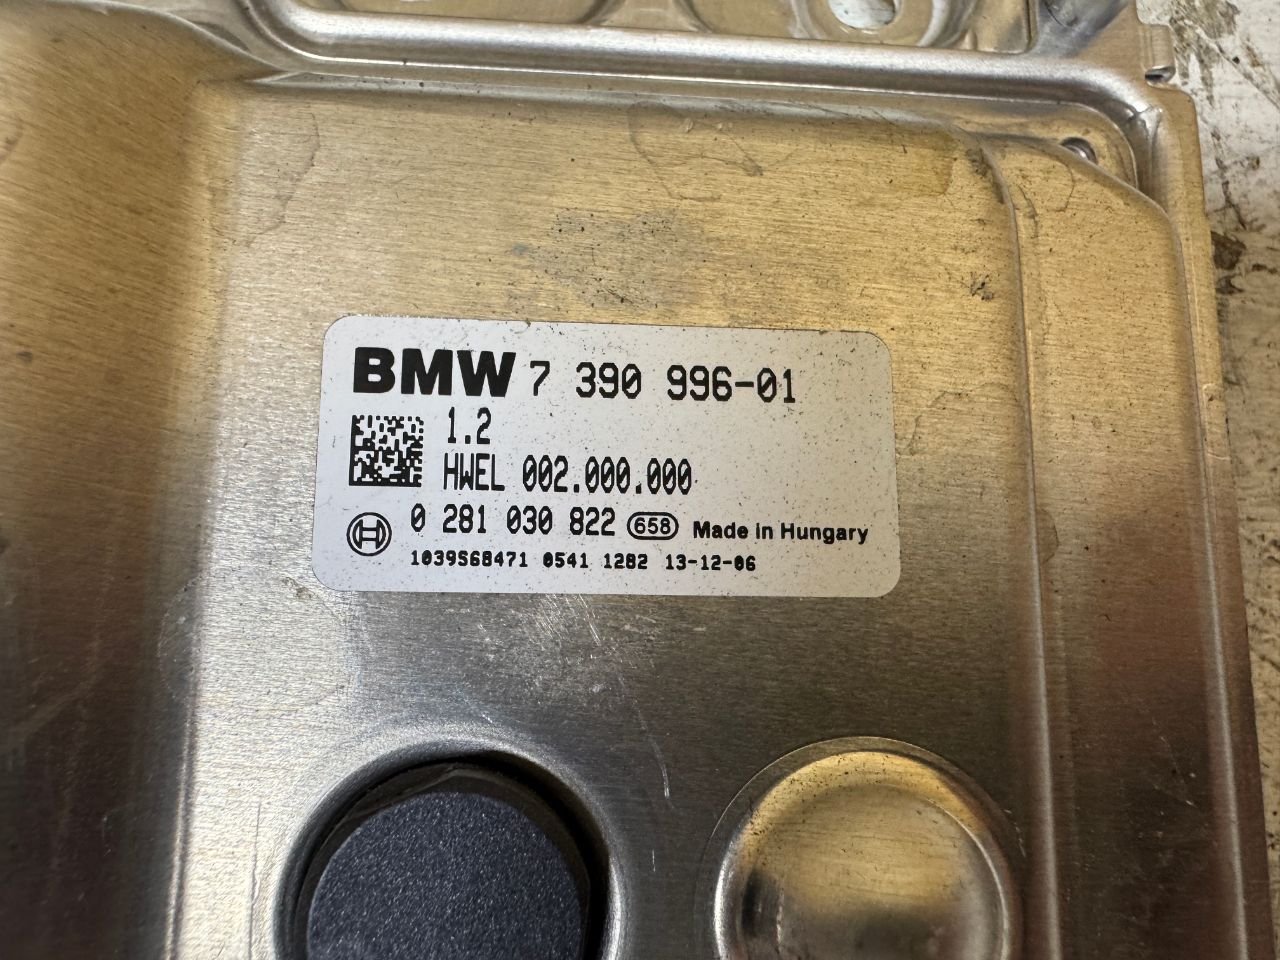 BMW 7 390 996-01
1.2
HWEL 002.000.000
0 281 030 822 658 Made in Hungary
1039S68471 0541 1282 13-12-06